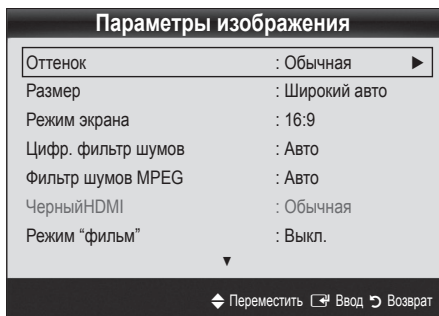 Параметры изображения
Оттенок : Обычная ►
Размер : Широкий авто
Режим экрана : 16:9
Цифр. фильтр шумов : Авто
Фильтр шумов MPEG : Авто
ЧерныйHDMI : Обычная
Режим “фильм” : Выкл.
▼
Переместить Ввод Возврат